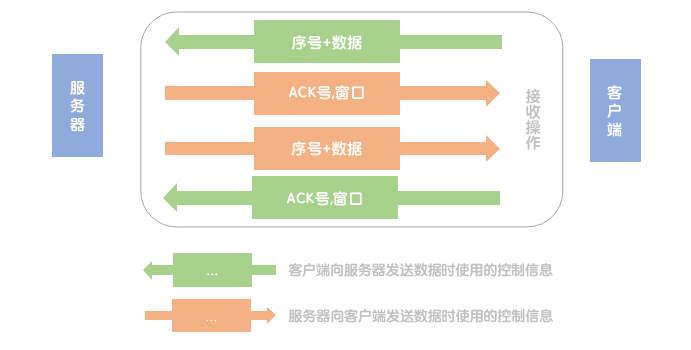 序号+数据
服务器
ACK号,窗口
接收操作
客户端
序号+数据
ACK号,窗口
...
客户端向服务器发送数据时使用的控制信息
...
服务器向客户端发送数据时使用的控制信息